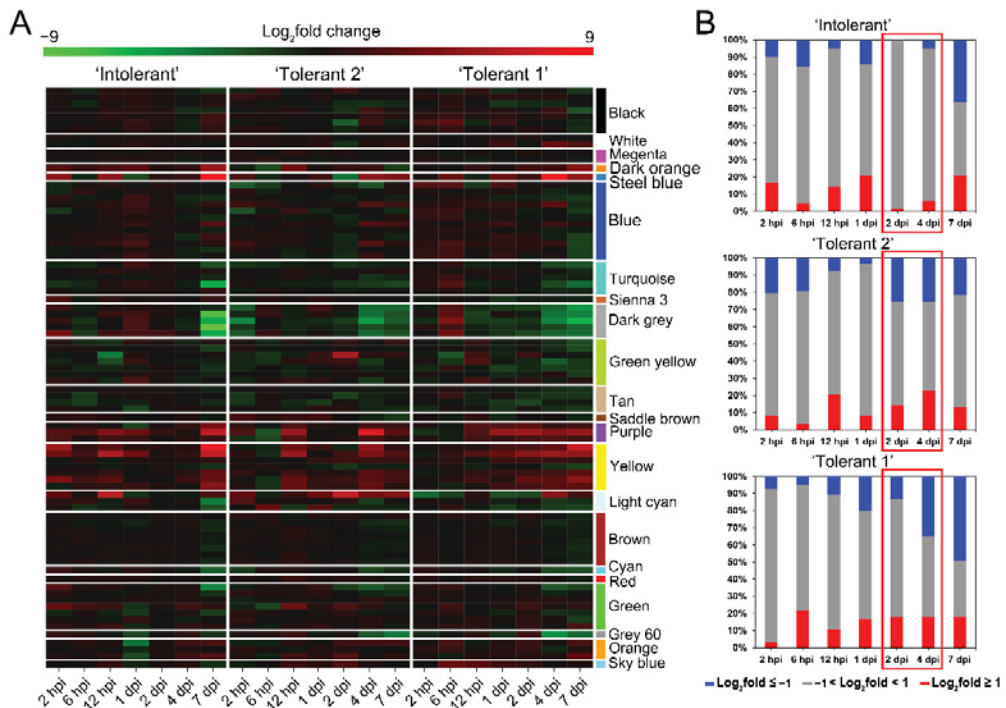 A
Log2fold change
−9
9
'Intolerant'
'Tolerant 2'
'Tolerant 1'
Black
White
Megenta
Dark orange
Steel blue
Blue
Turquoise
Sienna 3
Dark grey
Green yellow
Tan
Saddle brown
Purple
Yellow
Light cyan
Brown
Cyan
Red
Green
Grey 60
Orange
Sky blue
2 hpi 6 hpi 12 hpi 1 dpi 2 dpi 4 dpi 7 dpi 2 hpi 6 hpi 12 hpi 1 dpi 2 dpi 4 dpi 7 dpi 2 hpi 6 hpi 12 hpi 1 dpi 2 dpi 4 dpi 7 dpi
B
'Intolerant'
100%
90%
80%
70%
60%
50%
40%
30%
20%
10%
0%
2 hpi 6 hpi 12 hpi 1 dpi 2 dpi 4 dpi 7 dpi
'Tolerant 2'
100%
90%
80%
70%
60%
50%
40%
30%
20%
10%
0%
2 hpi 6 hpi 12 hpi 1 dpi 2 dpi 4 dpi 7 dpi
'Tolerant 1'
100%
90%
80%
70%
60%
50%
40%
30%
20%
10%
0%
2 hpi 6 hpi 12 hpi 1 dpi 2 dpi 4 dpi 7 dpi
Log2fold ≤ −1 −1 < Log2fold < 1 Log2fold ≥ 1